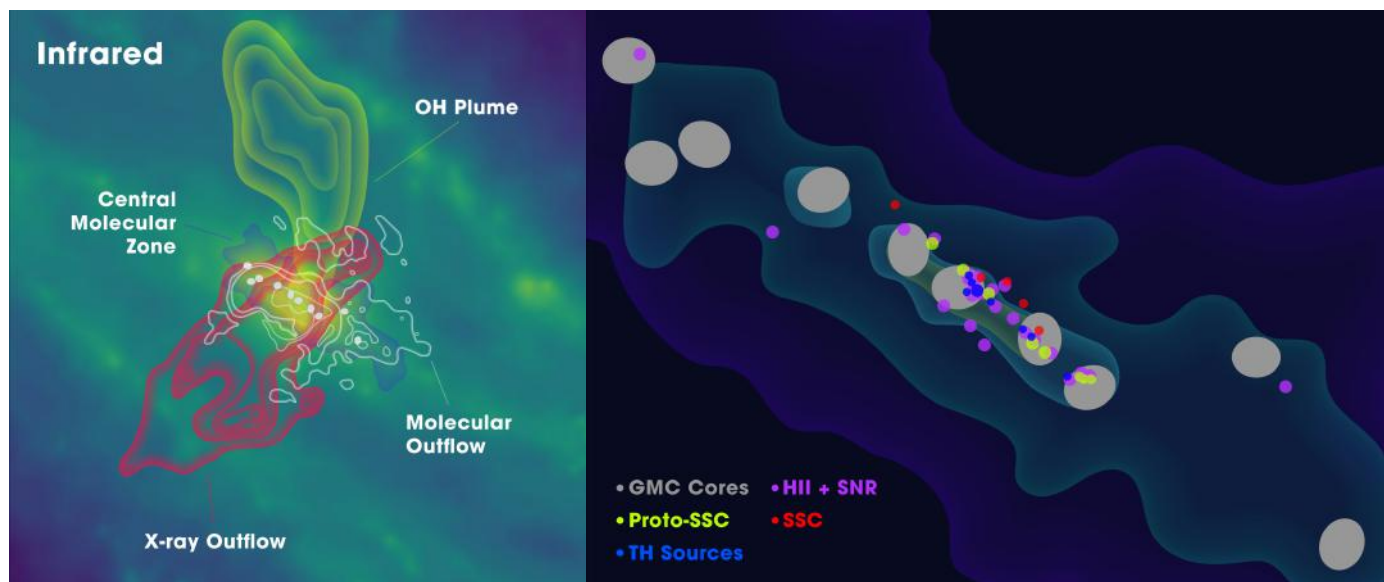 Infrared
OH Plume
Central
Molecular
Zone
Molecular
Outflow
X-ray Outflow
• GMC Cores
• HII + SNR
• Proto-SSC
• SSC
• TH Sources